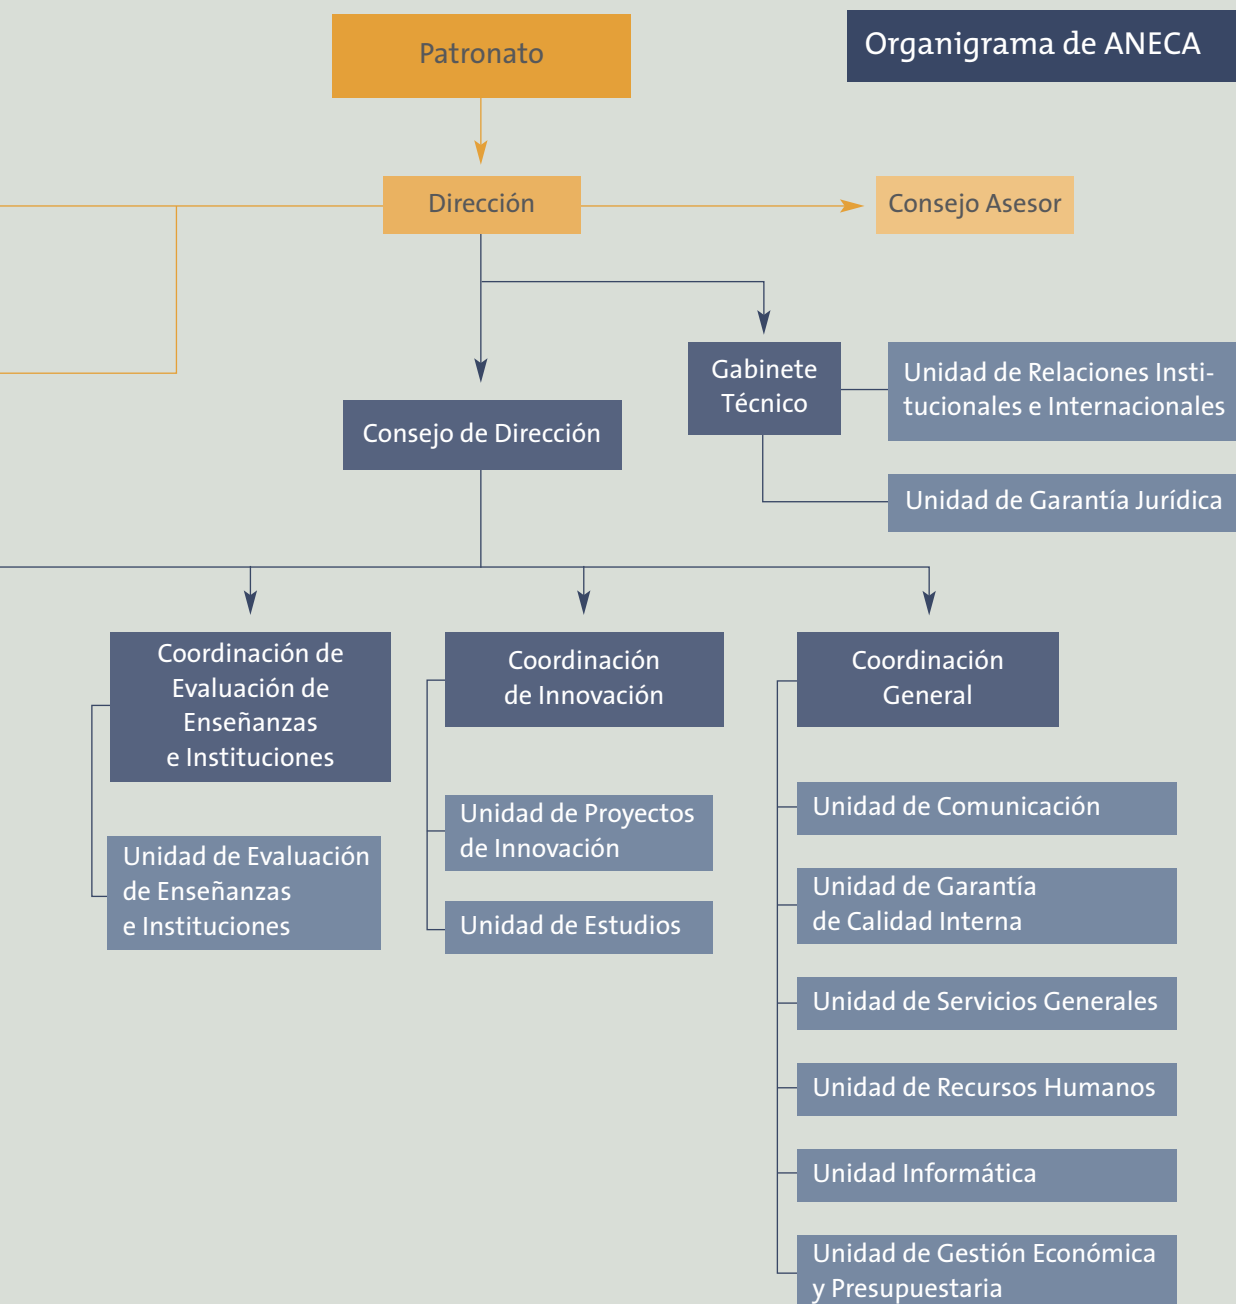 Organigrama de ANECA
Patronato
Dirección
Consejo Asesor
Gabinete
Técnico
Unidad de Relaciones Insti-
tucionales e Internacionales
Unidad de Garantía Jurídica
Consejo de Dirección
Coordinación de
Evaluación de
Enseñanzas
e Instituciones
Unidad de Evaluación
de Enseñanzas
e Instituciones
Coordinación
de Innovación
Unidad de Proyectos
de Innovación
Unidad de Estudios
Coordinación
General
Unidad de Comunicación
Unidad de Garantía
de Calidad Interna
Unidad de Servicios Generales
Unidad de Recursos Humanos
Unidad Informática
Unidad de Gestión Económica
y Presupuestaria